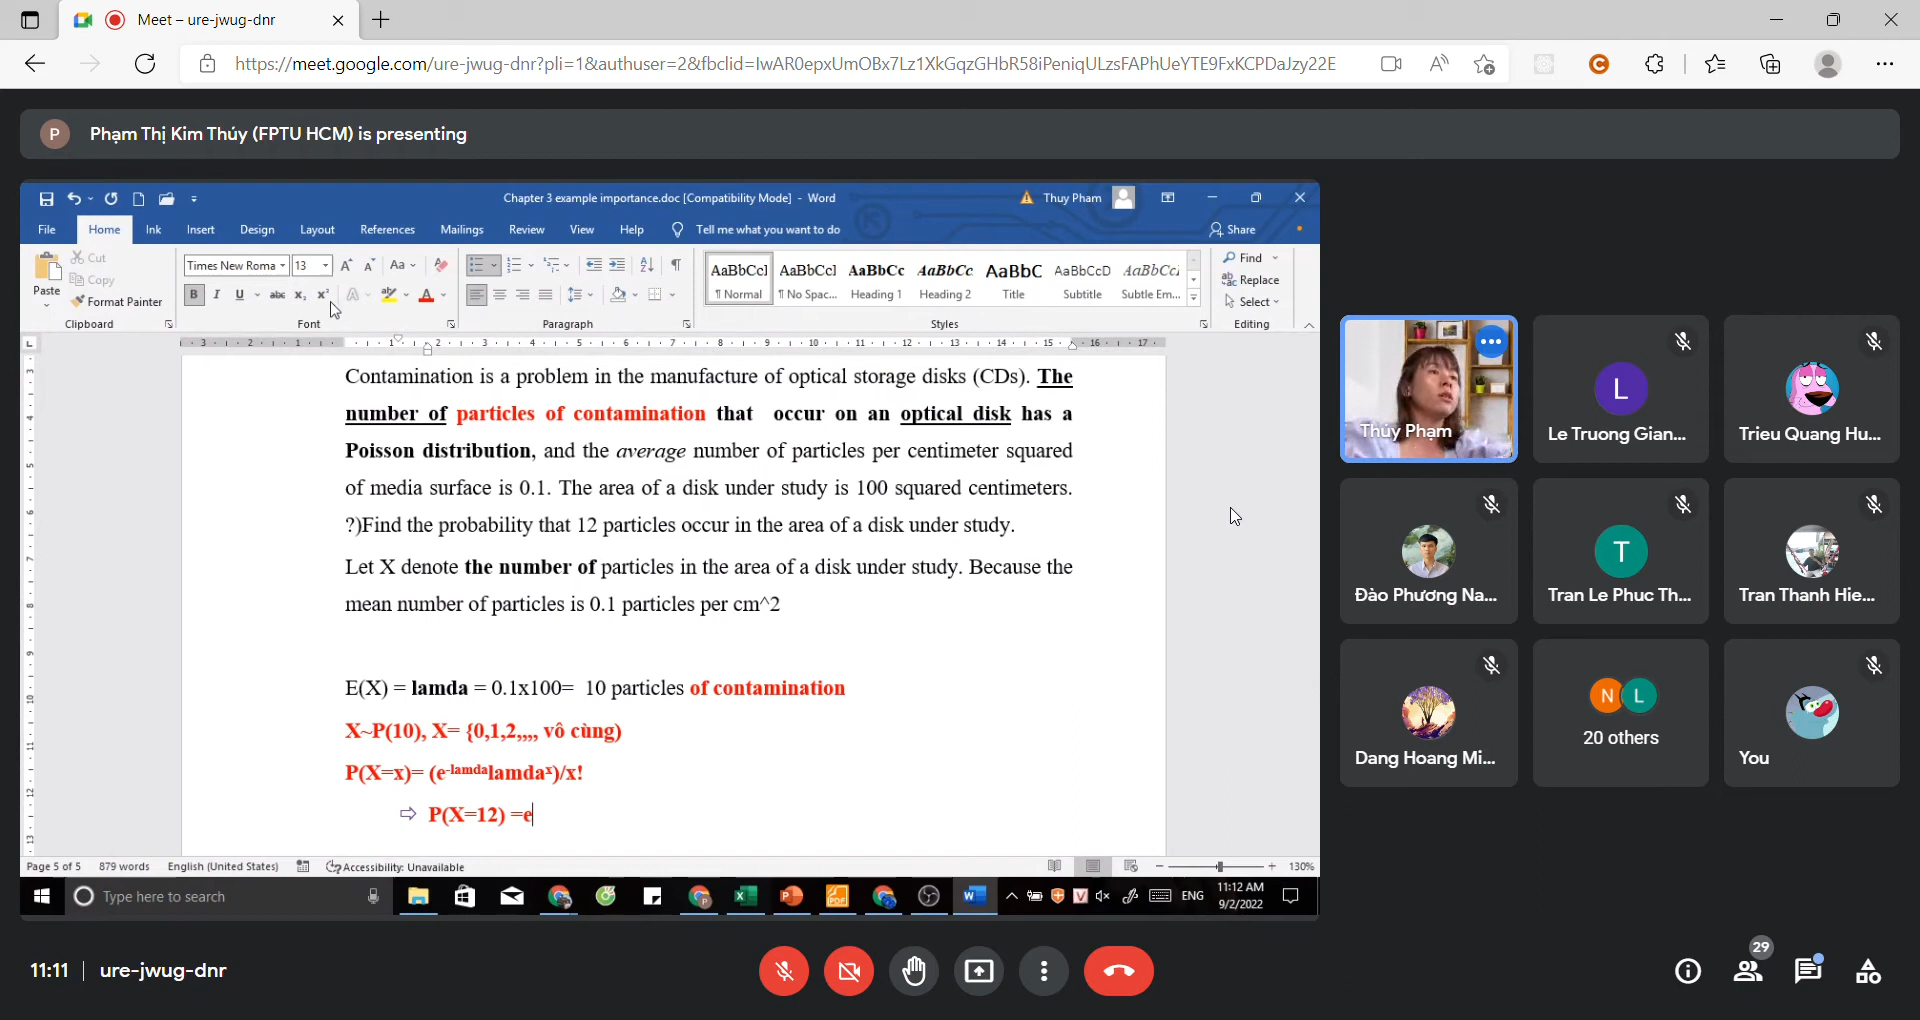 Meet – ure-jwug-dnr
https://meet.google.com/ure-jwug-dnr?pli=1&authuser=2&fbclid=IwAR0epxUmOBx7Lz1XkGqzGHbR58iPeniqULzsFAPhUeYTE9FxKCPDaJzy22E
P Phạm Thị Kim Thúy (FPTU HCM) is presenting
Chapter 3 example importance.doc [Compatibility Mode] - Word
Thuy Pham
File Home Ink Insert Design Layout References Mailings Review View Help Tell me what you want to do Share
Paste
Cut
Copy
Format Painter
Clipboard
Times New Roma 13
Font
Paragraph
AaBbCcI AaBbCcI AaBbCc AaBbCc AaBbC AaBbCcD AaBbCcI
¶ Normal ¶ No Spac... Heading 1 Heading 2 Title Subtitle Subtle Em...
Styles
Find
Replace
Select
Editing
Contamination is a problem in the manufacture of optical storage disks (CDs). The
number of particles of contamination that occur on an optical disk has a
Poisson distribution, and the average number of particles per centimeter squared
of media surface is 0.1. The area of a disk under study is 100 squared centimeters.
?)Find the probability that 12 particles occur in the area of a disk under study.
Let X denote the number of particles in the area of a disk under study. Because the
mean number of particles is 0.1 particles per cm^2
E(X) = lamda = 0.1x100= 10 particles of contamination
X~P(10), X= {0,1,2,,,, vô cùng)
P(X=x)= (e-lamdalamdax)/x!
⇨ P(X=12) =e
Page 5 of 5 879 words English (United States) Accessibility: Unavailable 130%
Type here to search
ENG
11:12 AM
9/2/2022
Thúy Phạm
L
Le Truong Gian...
Trieu Quang Hu...
Đào Phương Na...
T
Tran Le Phuc Th...
Tran Thanh Hie...
Dang Hoang Mi...
N L
20 others
You
11:11 ure-jwug-dnr
29